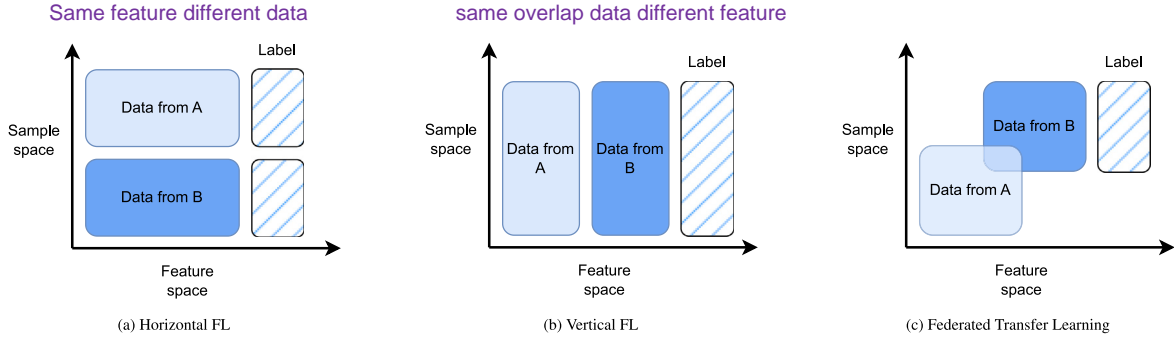 Same feature different data
same overlap data different feature
Label
Data from A
Sample
space
Data from B
Feature
space
(a) Horizontal FL
Label
Sample
space
Data from
A
Data from
B
Feature
space
(b) Vertical FL
Label
Sample
space
Data from B
Data from A
Feature
space
(c) Federated Transfer Learning